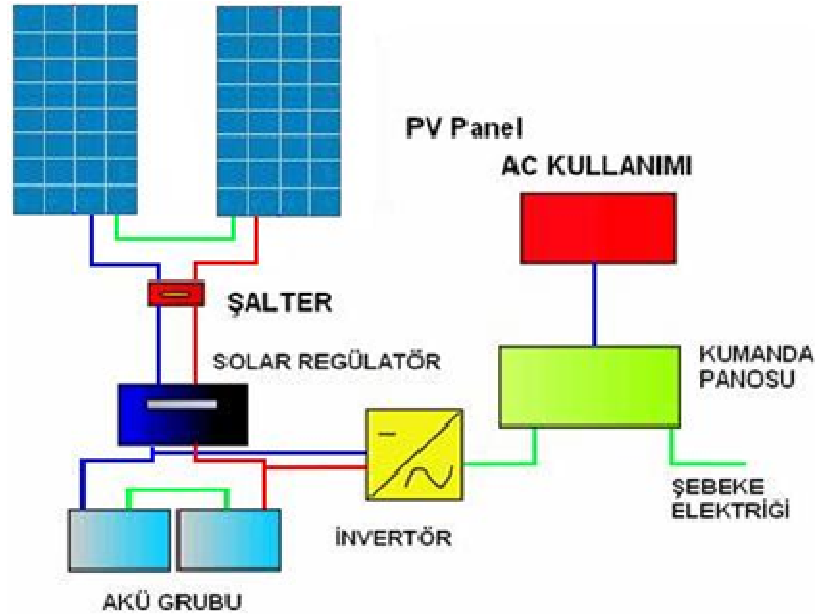 PV Panel
AC KULLANIMI
ŞALTER
SOLAR REGÜLATÖR
KUMANDA
PANOSU
ŞEBEKE
ELEKTRİĞİ
İNVERTÖR
AKÜ GRUBU